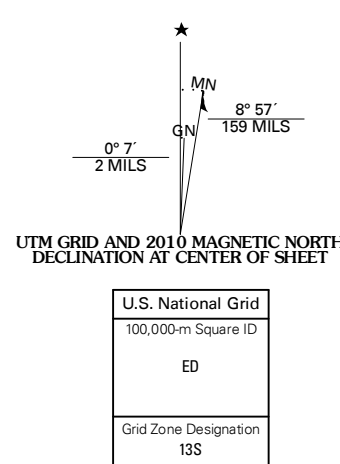 MN
8° 57´
159 MILS
GN
0° 7´
2 MILS
UTM GRID AND 2010 MAGNETIC NORTH
DECLINATION AT CENTER OF SHEET
U.S. National Grid
100,000-m Square ID
ED
Grid Zone Designation
13S